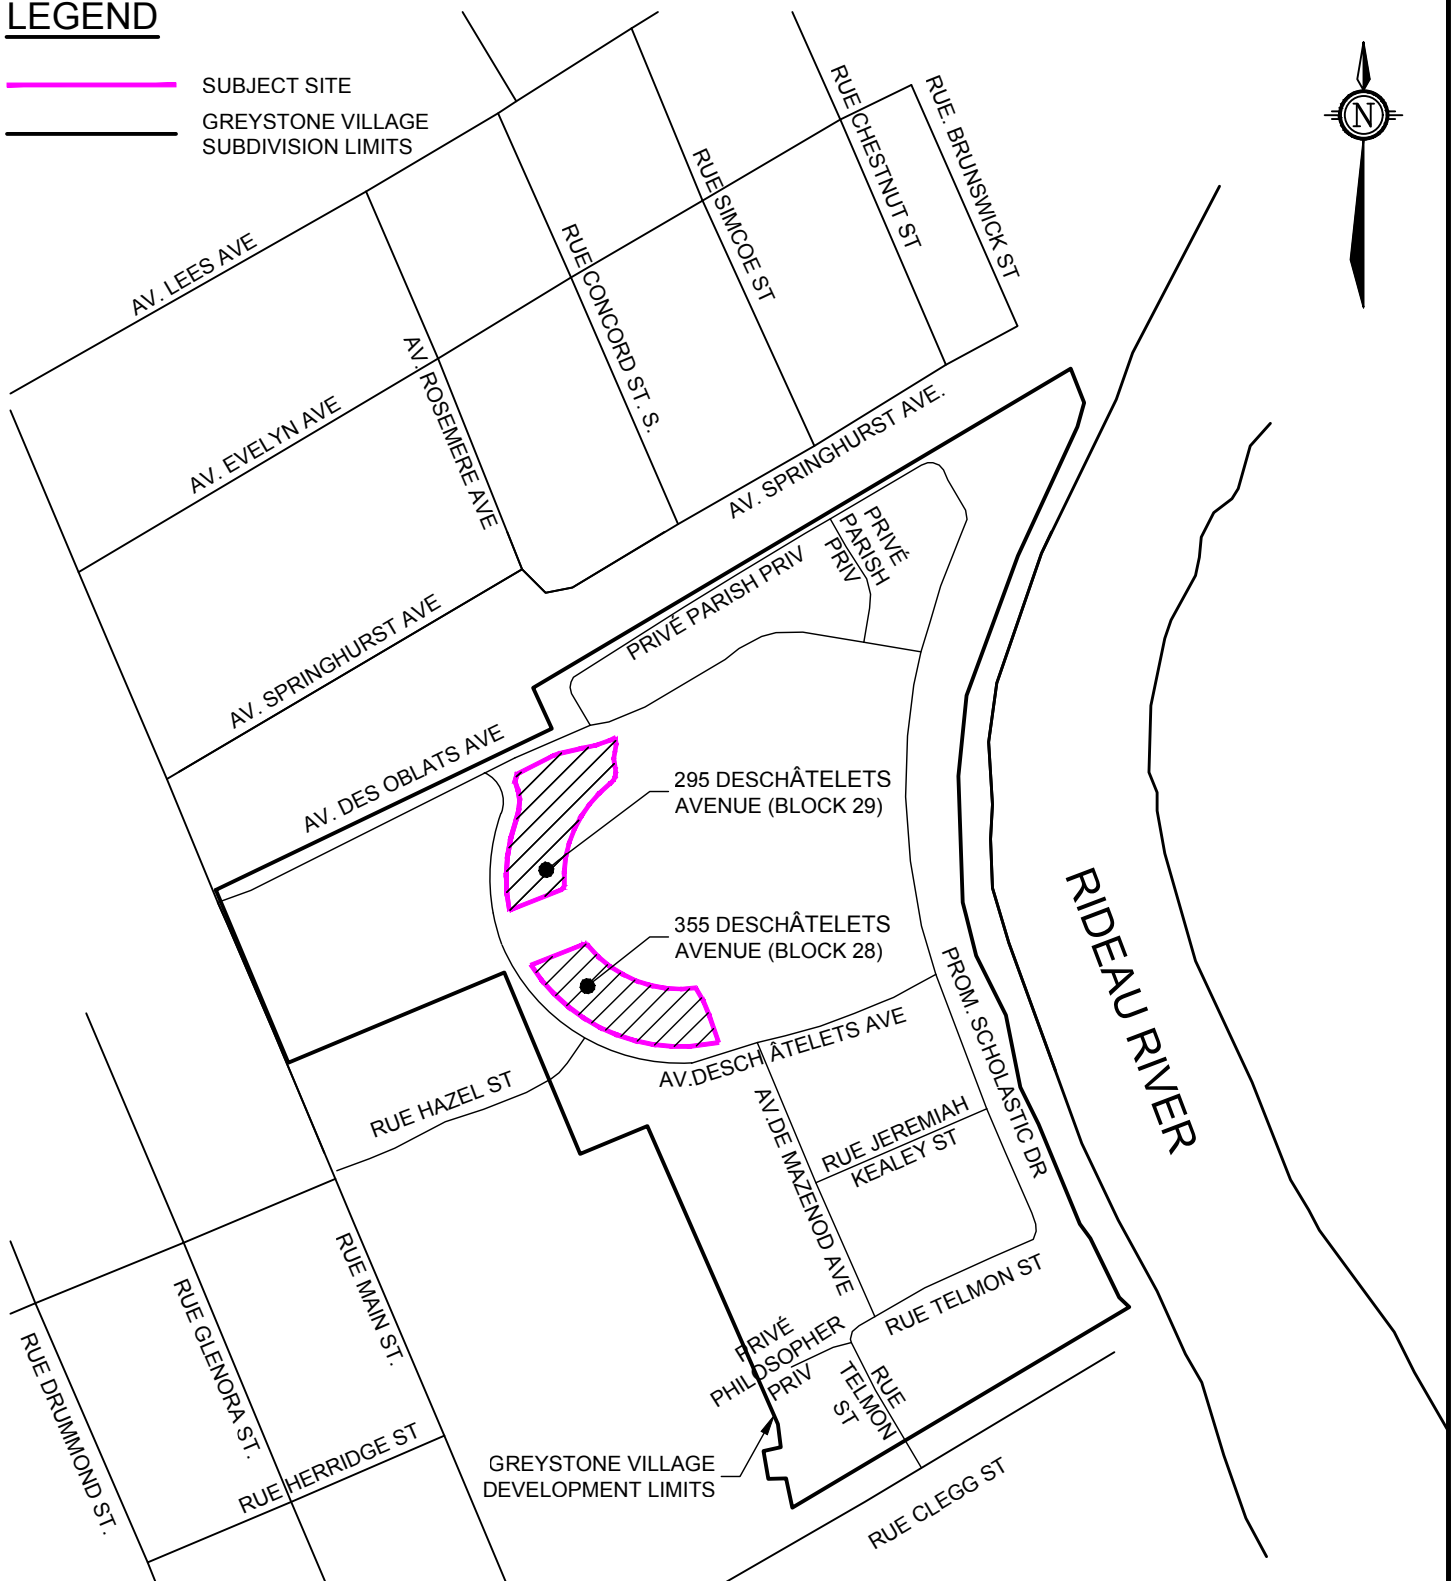 LEGEND
SUBJECT SITE
GREYSTONE VILLAGE
SUBDIVISION LIMITS
N
AV. LEES AVE
RUE CHESTNUT ST
RUE. BRUNSWICK ST
RUE SIMCOE ST
RUE CONCORD ST. S.
AV. ROSEMERE AVE
AV. EVELYN AVE
AV. SPRINGHURST AVE.
AV. SPRINGHURST AVE
PRIVÉ
PARISH
PRIV
PRIVÉ PARISH PRIV
AV. DES OBLATS AVE
295 DESCHÂTELETS
AVENUE (BLOCK 29)
355 DESCHÂTELETS
AVENUE (BLOCK 28)
RIDEAU RIVER
PROM. SCHOLASTIC DR
AV.DESCHÂTELETS AVE
RUE HAZEL ST
AV.DE MAZENOD AVE
RUE JEREMIAH
KEALEY ST
RUE MAIN ST.
RUE GLENORA ST.
RUE DRUMMOND ST.
RUE TELMON ST
PRIVÉ
PHILOSOPHER
PRIV
RUE
TELMON
ST
RUE HERRIDGE ST
GREYSTONE VILLAGE
DEVELOPMENT LIMITS
RUE CLEGG ST